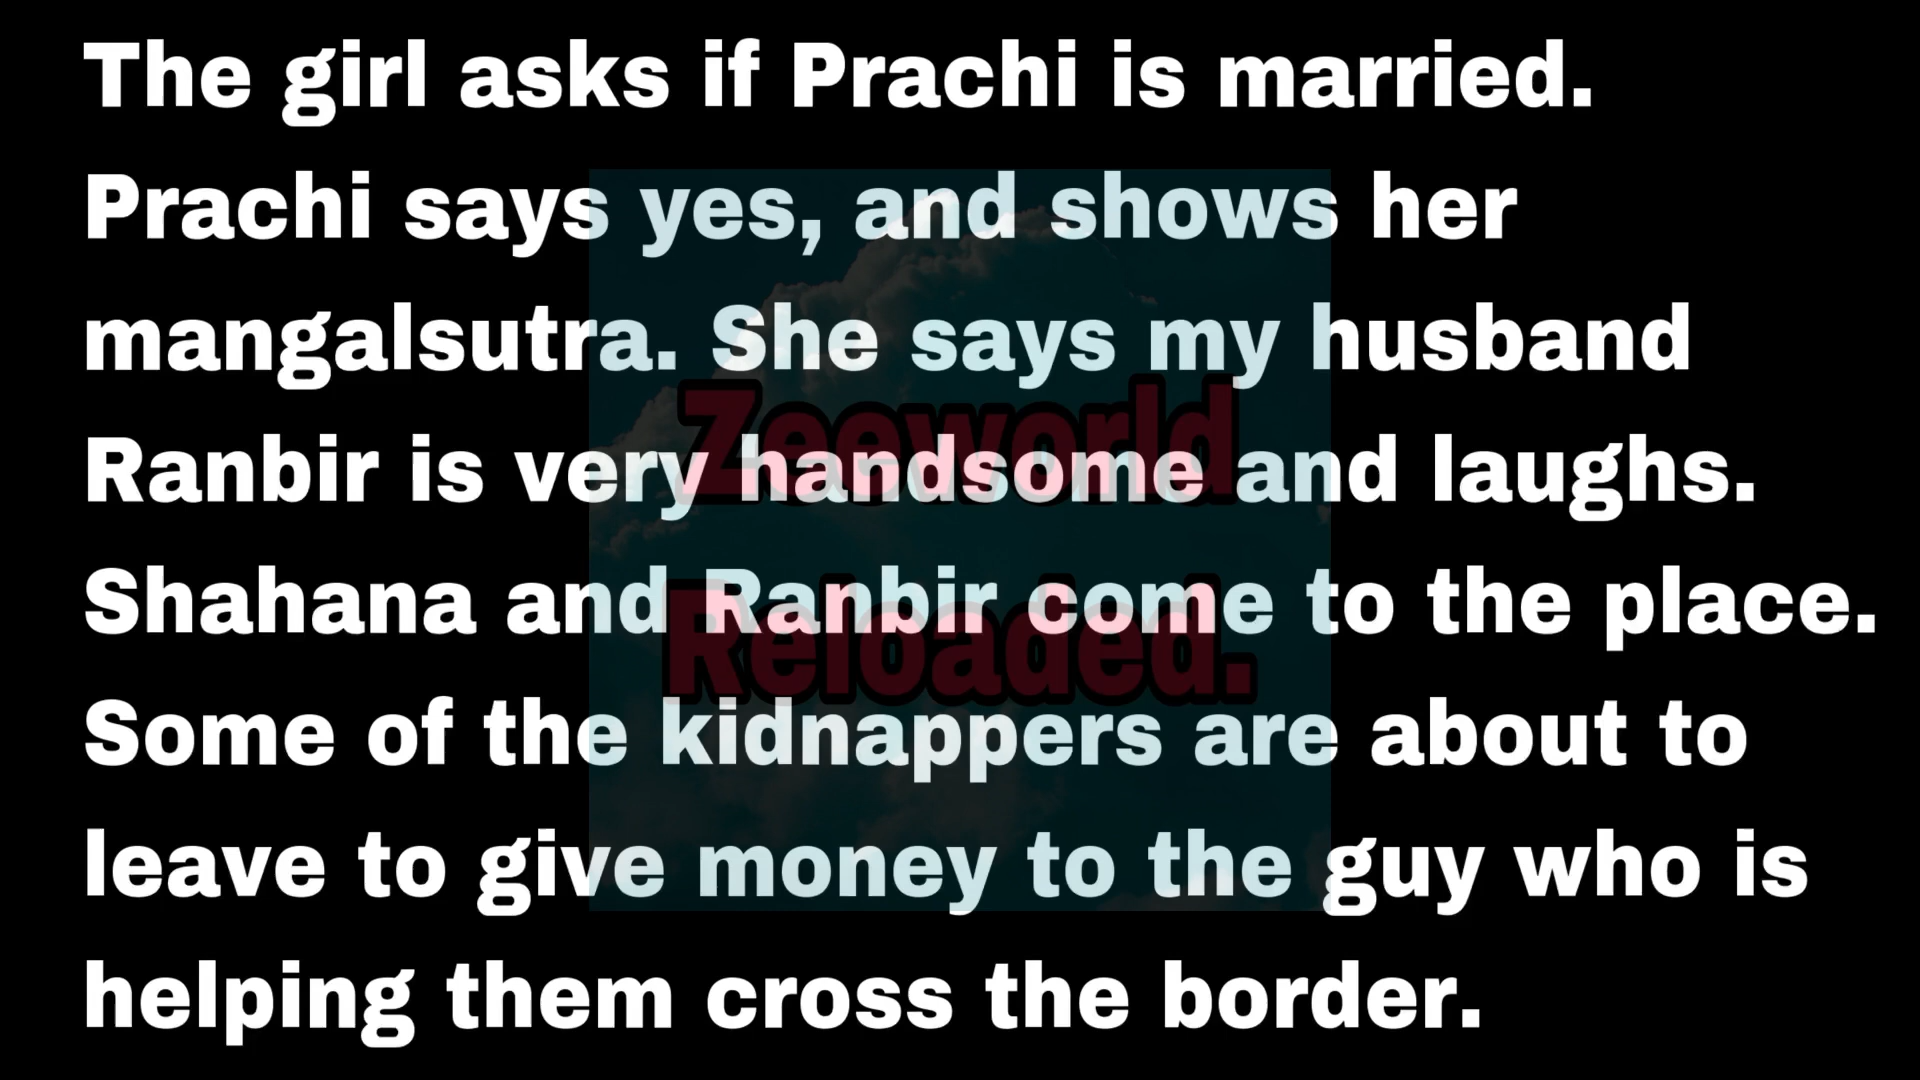 The girl asks if Prachi is married.
Prachi says yes, and shows her
mangalsutra. She says my husband
Ranbir is very handsome and laughs.
Shahana and Ranbir come to the place.
Some of the kidnappers are about to
leave to give money to the guy who is
helping them cross the border.
Zeeworld
Reloaded.